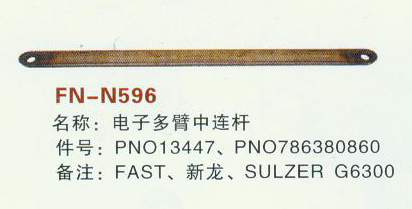 FN-N596
名称：电子多臂中连杆
件号：PNO13447、PNO786380860
备注：FAST、新龙、SULZER G6300